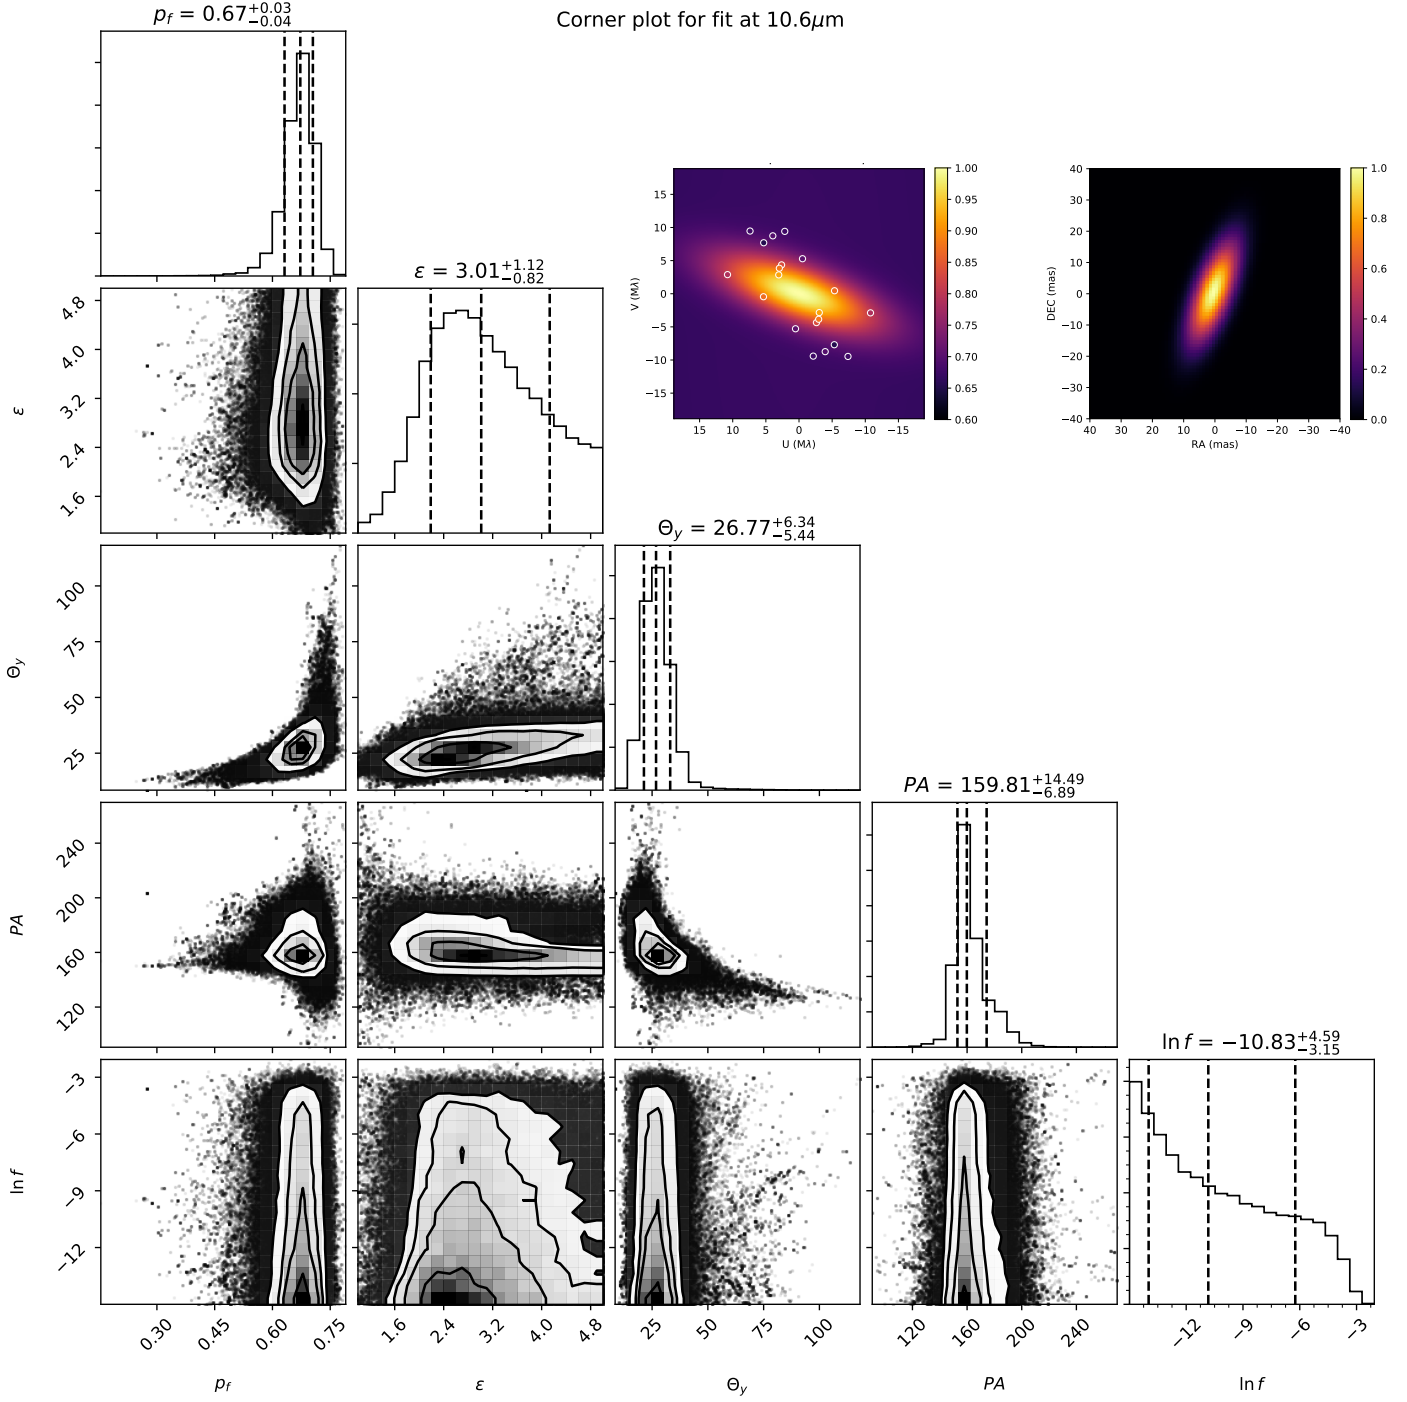 Corner plot for fit at 10.6μm
p_f = 0.67^{+0.03}_{−0.04}
ε = 3.01^{+1.12}_{−0.82}
Θ_y = 26.77^{+6.34}_{−5.44}
PA = 159.81^{+14.49}_{−6.89}
ln f = −10.83^{+4.59}_{−3.15}
15
10
5
0
−5
−10
−15
V (Mλ)
15 10 5 0 −5 −10 −15
U (Mλ)
1.00
0.95
0.90
0.85
0.80
0.75
0.70
0.65
0.60
40
30
20
10
0
−10
−20
−30
−40
DEC (mas)
40 30 20 10 0 −10 −20 −30 −40
RA (mas)
1.0
0.8
0.6
0.4
0.2
0.0
4.8
4.0
3.2
2.4
1.6
ε
100
75
50
25
Θ_y
240
200
160
120
PA
−3
−6
−9
−12
ln f
0.30 0.45 0.60 0.75
p_f
1.6 2.4 3.2 4.0 4.8
ε
25 50 75 100
Θ_y
120 160 200 240
PA
−12 −9 −6 −3
ln f